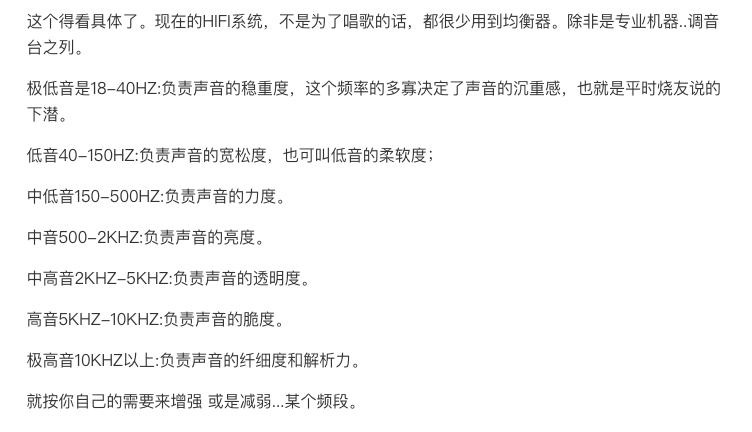 这个得看具体了。现在的HIFI系统，不是为了唱歌的话，都很少用到均衡器。除非是专业机器..调音
台之列。
极低音是18-40HZ:负责声音的稳重度，这个频率的多寡决定了声音的沉重感，也就是平时烧友说的
下潜。
低音40-150HZ:负责声音的宽松度，也可叫低音的柔软度；
中低音150-500HZ:负责声音的力度。
中音500-2KHZ:负责声音的亮度。
中高音2KHZ-5KHZ:负责声音的透明度。
高音5KHZ-10KHZ:负责声音的脆度。
极高音10KHZ以上:负责声音的纤细度和解析力。
就按你自己的需要来增强 或是减弱...某个频段。